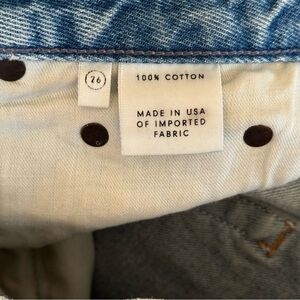 26
100% COTTON
MADE IN USA
OF IMPORTED
FABRIC